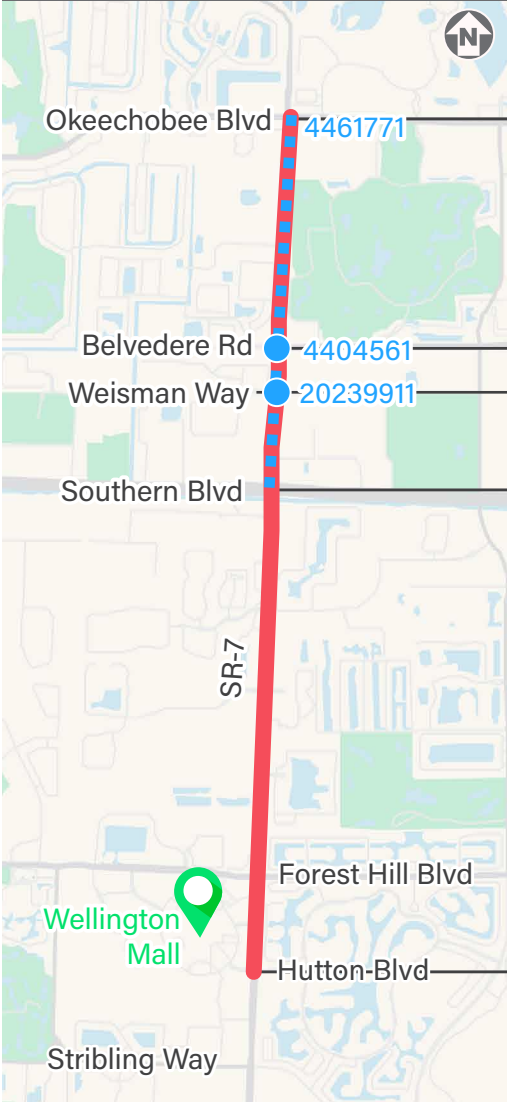 N
Okeechobee Blvd
4461771
Belvedere Rd
4404561
Weisman Way
20239911
Southern Blvd
SR-7
Forest Hill Blvd
Wellington
Mall
Hutton Blvd
Stribling Way